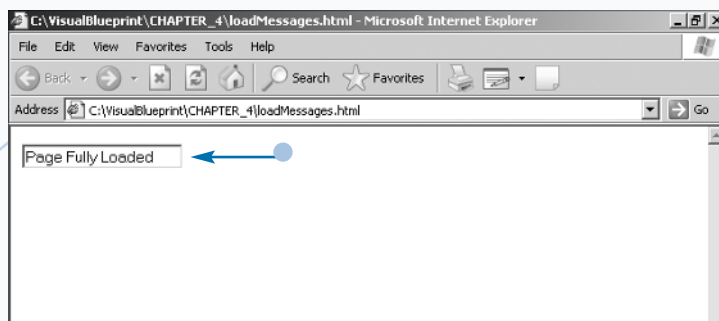 C:\VisualBlueprint\CHAPTER_4\loadMessages.html - Microsoft Internet Explorer
File Edit View Favorites Tools Help
Back Search Favorites
Address C:\VisualBlueprint\CHAPTER_4\loadMessages.html Go
Page Fully Loaded